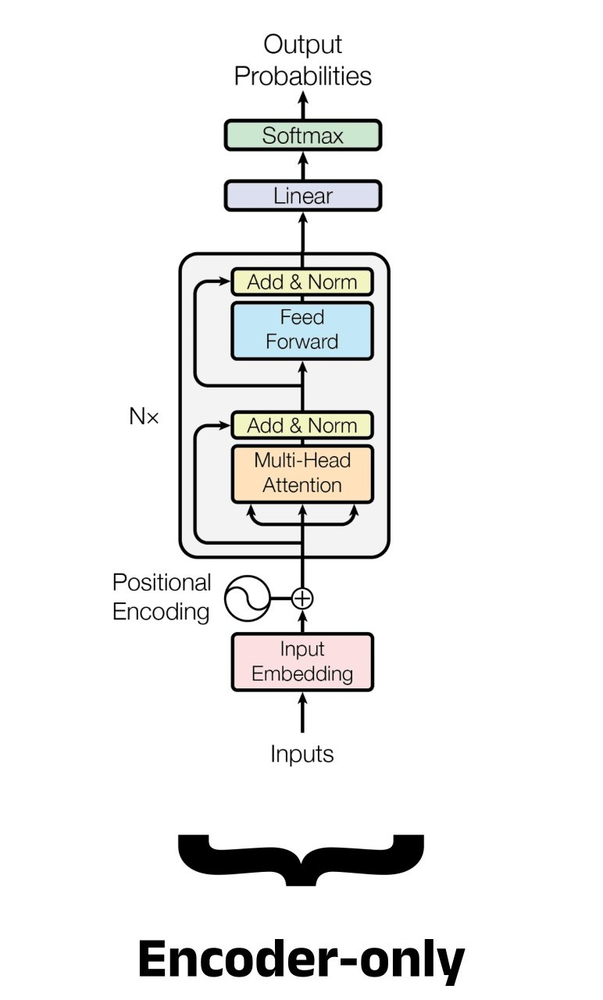 Output
Probabilities
Softmax
Linear
Add & Norm
Feed
Forward
N×
Add & Norm
Multi-Head
Attention
Positional
Encoding
Input
Embedding
Inputs
Encoder-only